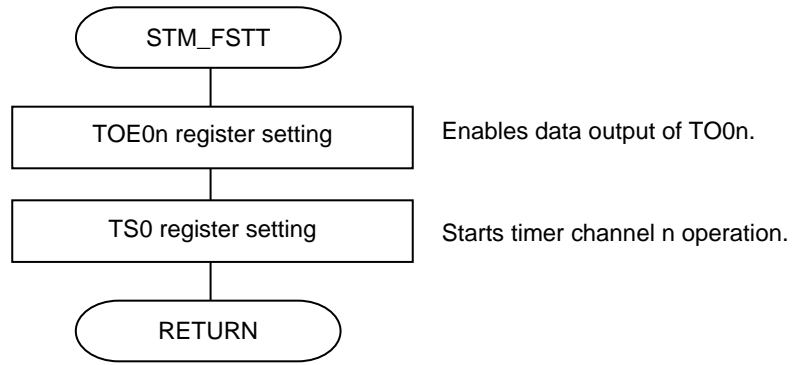 STM_FSTT
TOE0n register setting
Enables data output of TO0n.
TS0 register setting
Starts timer channel n operation.
RETURN